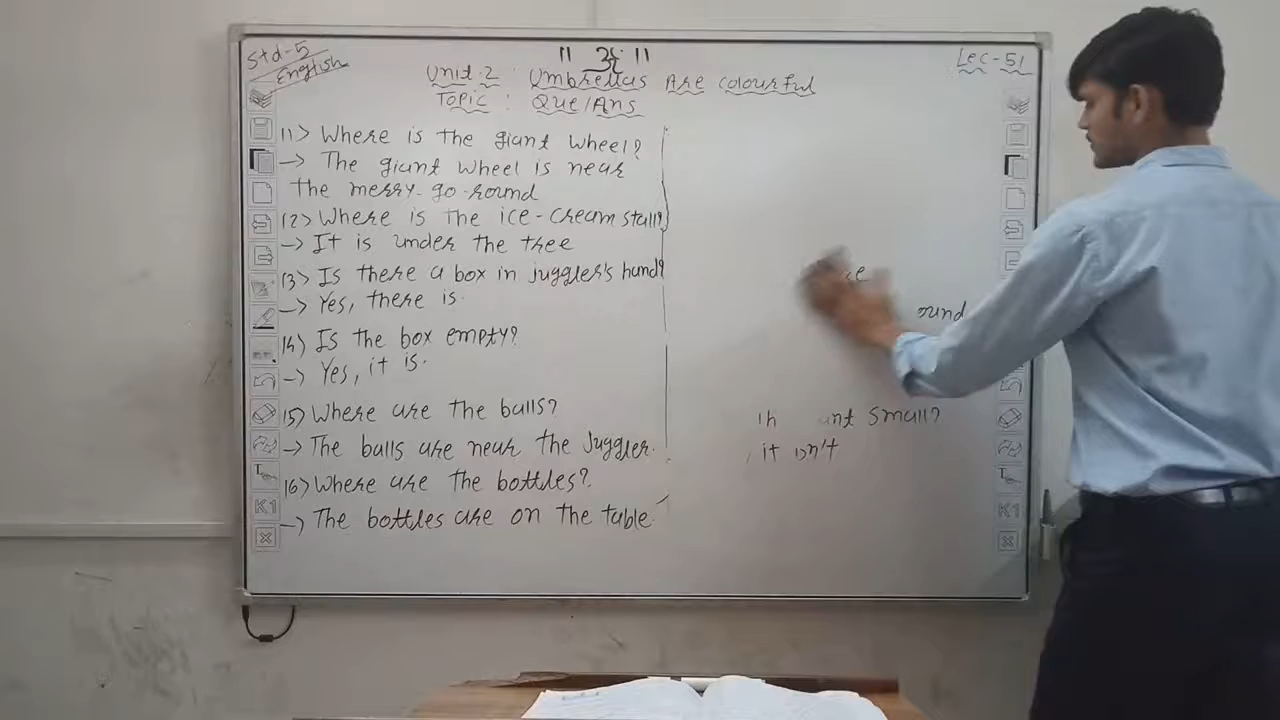 Std-5
English
Lec-51
Unit-2 : Umbrellas Are colourful
Topic : Que/Ans
11) Where is the giant wheel?
-> The giant wheel is near
the merry-go-round
12) Where is the ice-cream stall?
-> It is under the tree
13) Is there a box in juggler's hand?
-> Yes, there is.
14) Is the box empty?
-> Yes, it is.
15) Where are the balls?
-> The balls are near the Juggler.
16) Where are the bottles?
-> The bottles are on the table.
ound
small?
it isn't
T
K1
T
K1